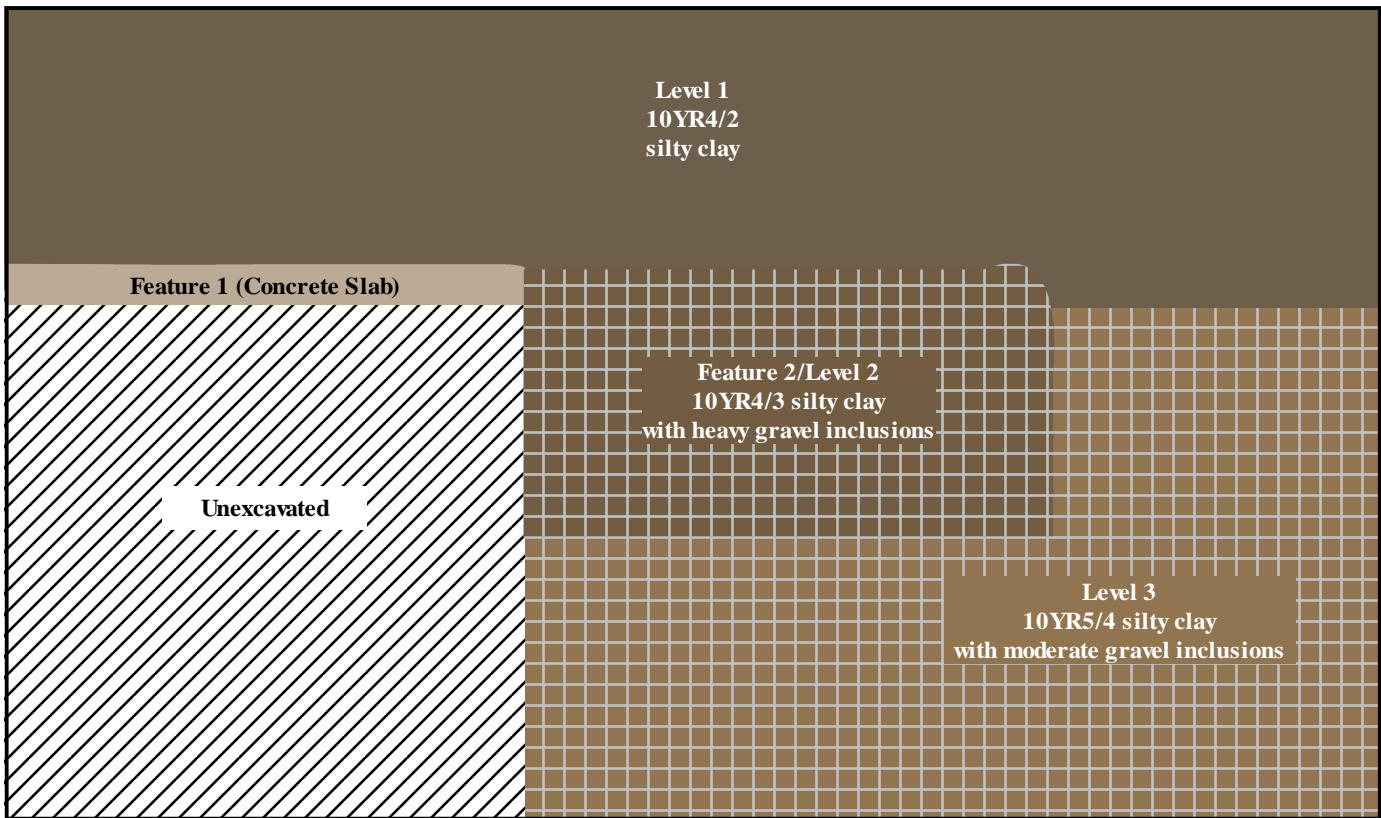 Level 1
10YR4/2
silty clay
Feature 1 (Concrete Slab)
Feature 2/Level 2
10YR4/3 silty clay
with heavy gravel inclusions
Unexcavated
Level 3
10YR5/4 silty clay
with moderate gravel inclusions